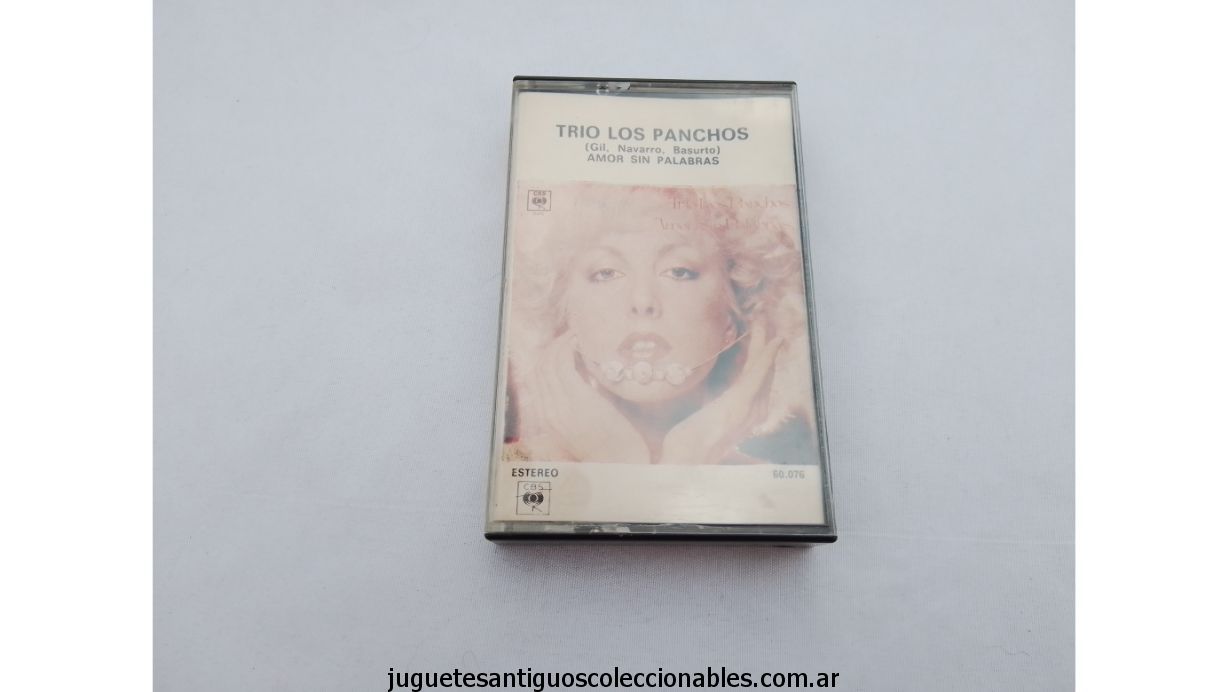 TRIO LOS PANCHOS
(Gil, Navarro, Basurto)
AMOR SIN PALABRAS
CBS
Trio Los Panchos
Amor Sin Palabras
ESTEREO
60.076
CBS
juguetesantiguoscoleccionables.com.ar